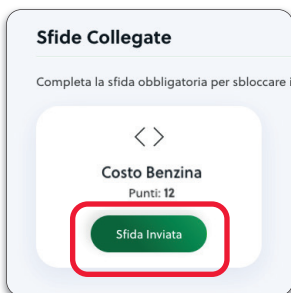 Sfide Collegate
Completa la sfida obbligatoria per sbloccare i
Costo Benzina
Punti: 12
Sfida Inviata